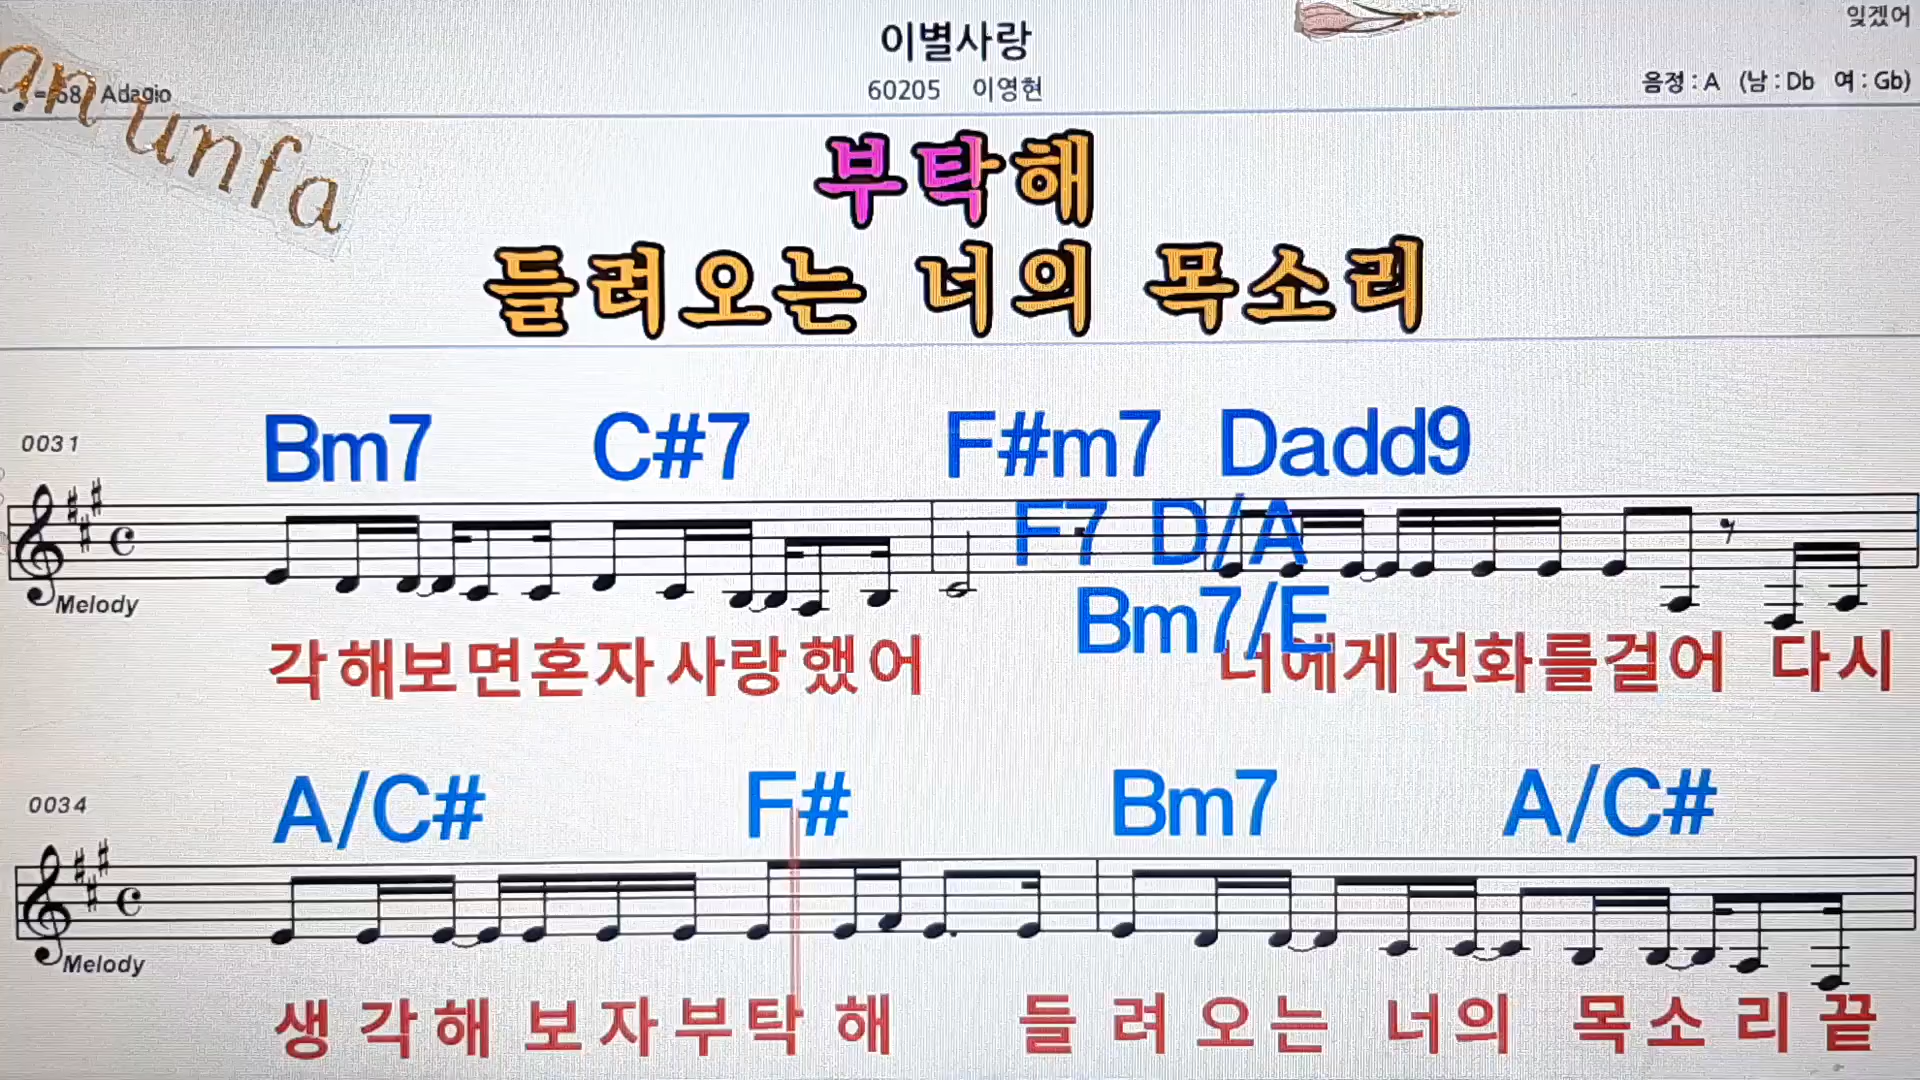 이별사랑
잊겠어
an unfa
=68 Adagio
60205 이영현
음정 : A (남 : Db 여 : Gb)
부탁해
들려오는 너의 목소리
0031
Bm7 C#7 F#m7 Dadd9
F7 D/A
Bm7/E
Melody
각해보면혼자사랑했어 너에게전화를걸어 다시
0034
A/C# F# Bm7 A/C#
Melody
생각해보자부탁해 들려오는 너의 목소리끝